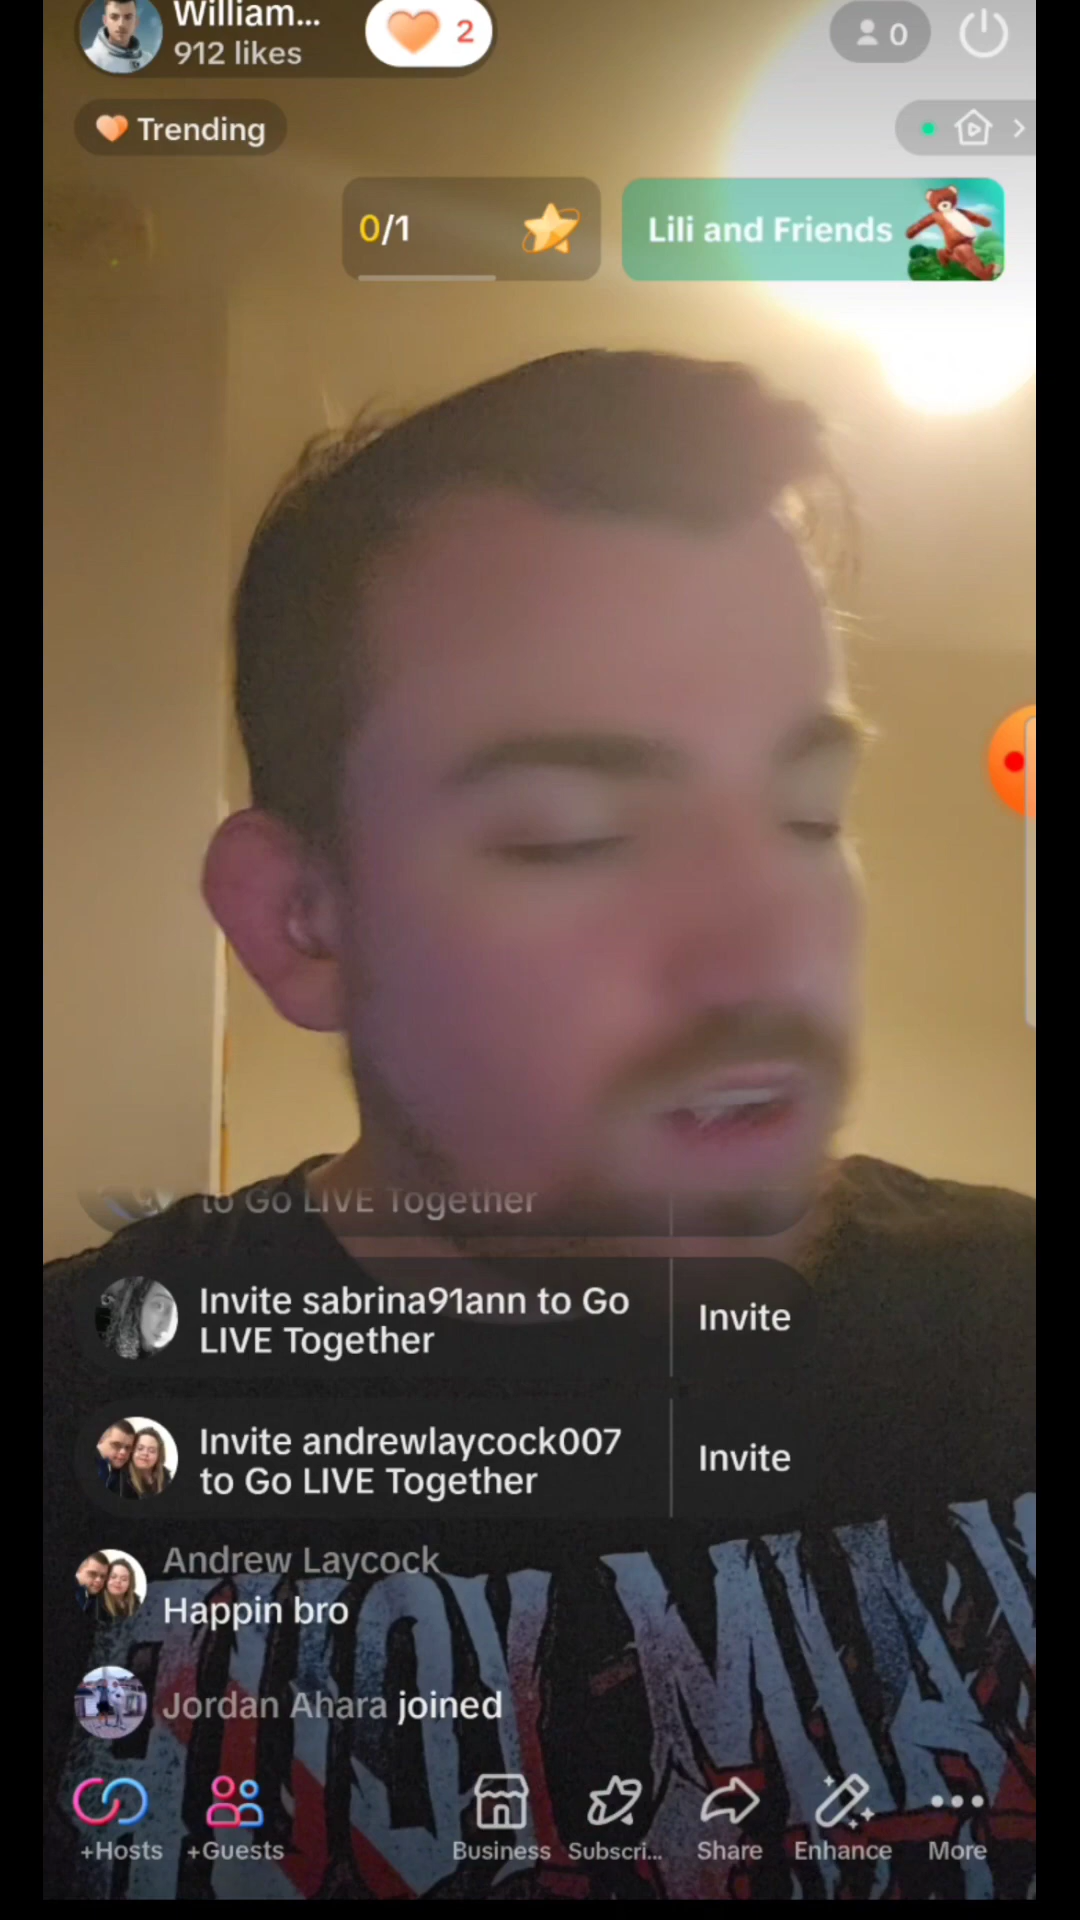 William...
912 likes
2
0
Trending
0/1
Lili and Friends
to Go LIVE Together
Invite sabrina91ann to Go
LIVE Together
Invite
Invite andrewlaycock007
to Go LIVE Together
Invite
Andrew Laycock
Happin bro
Jordan Ahara joined
+Hosts
+Guests
Business
Subscri...
Share
Enhance
More